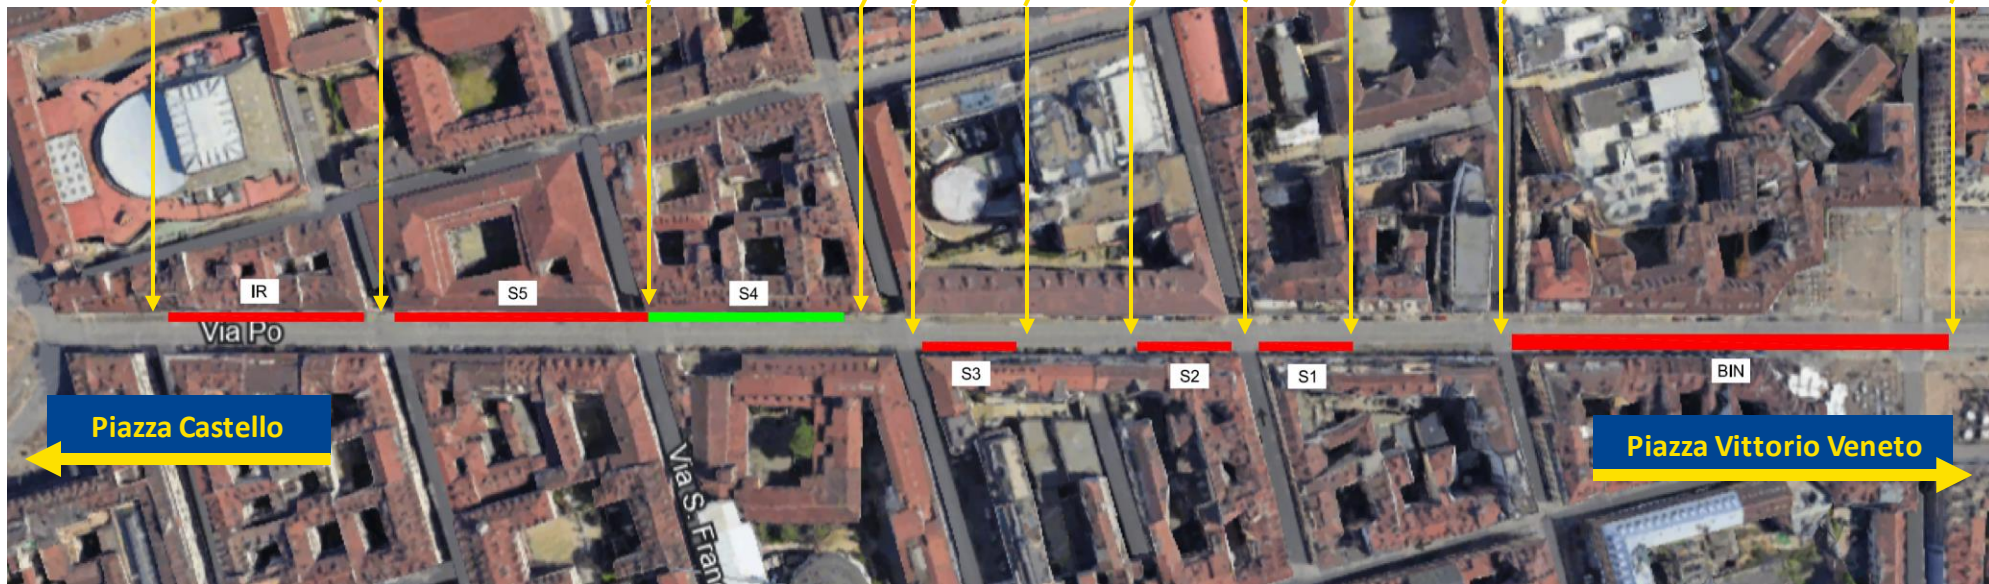 IR
S5
S4
Via Po
S3
S2
S1
BIN
Piazza Castello
Piazza Vittorio Veneto
Via S. Fran